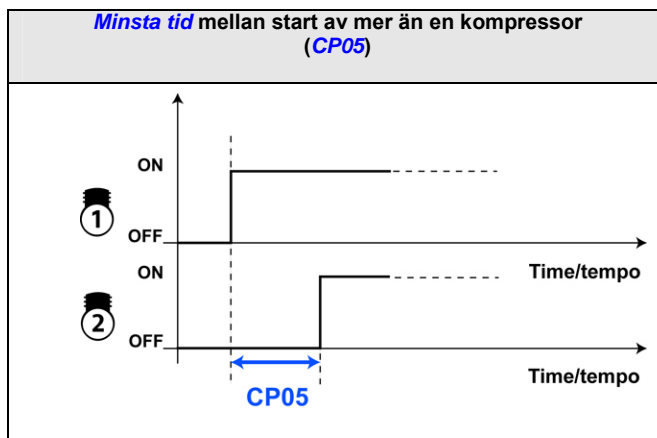 Minsta tid mellan start av mer än en kompressor
(CP05)
ON
1
OFF
ON
Time/tempo
2
OFF
Time/tempo
CP05